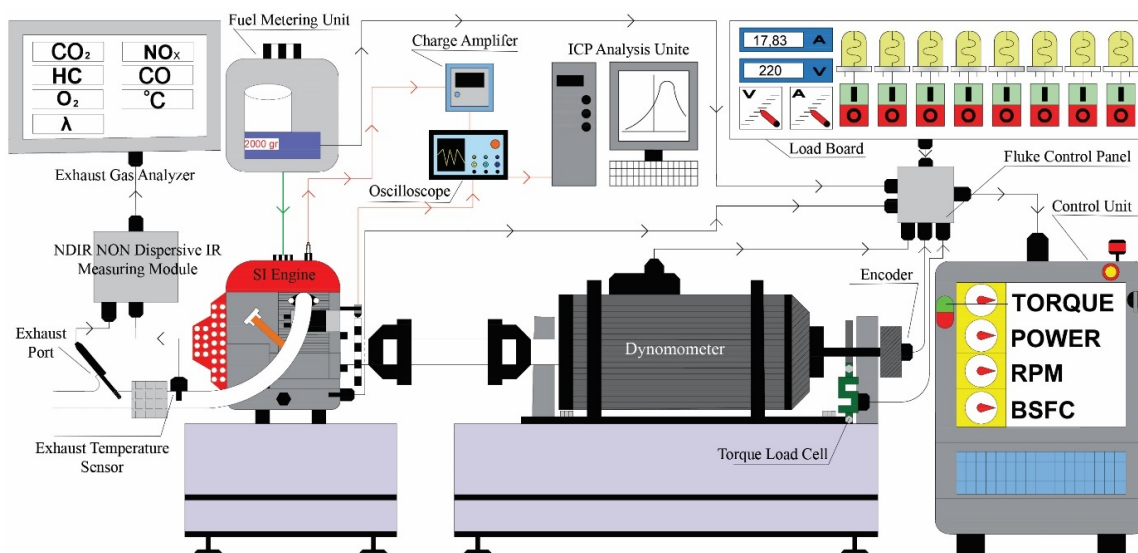 Fuel Metering Unit
CO₂
NOx
HC
CO
O₂
°C
λ
Exhaust Gas Analyzer
2000 gr
Charge Amplifer
Oscilloscope
ICP Analysis Unite
17,83 A
220 V
V
A
I I I I I I I I
O O O O O O O O
Load Board
Fluke Control Panel
Control Unit
NDIR NON Dispersive IR
Measuring Module
SI Engine
Encoder
Exhaust
Port
Dynomometer
TORQUE
POWER
RPM
BSFC
Exhaust Temperature
Sensor
Torque Load Cell